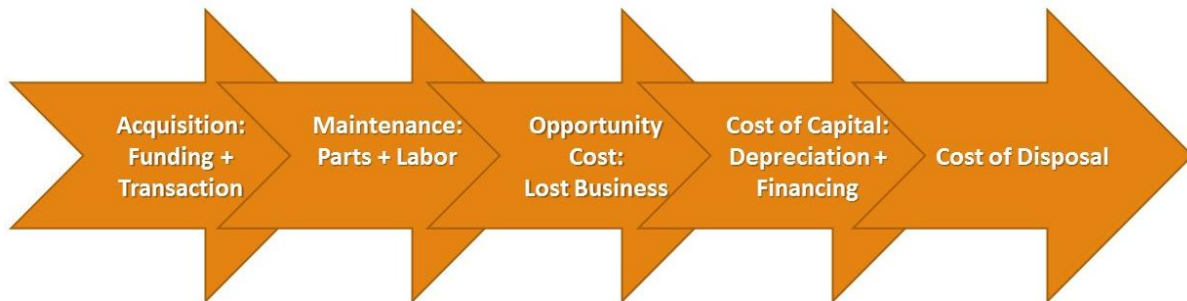 Acquisition:
Funding +
Transaction
Maintenance:
Parts + Labor
Opportunity
Cost:
Lost Business
Cost of Capital:
Depreciation +
Financing
Cost of Disposal